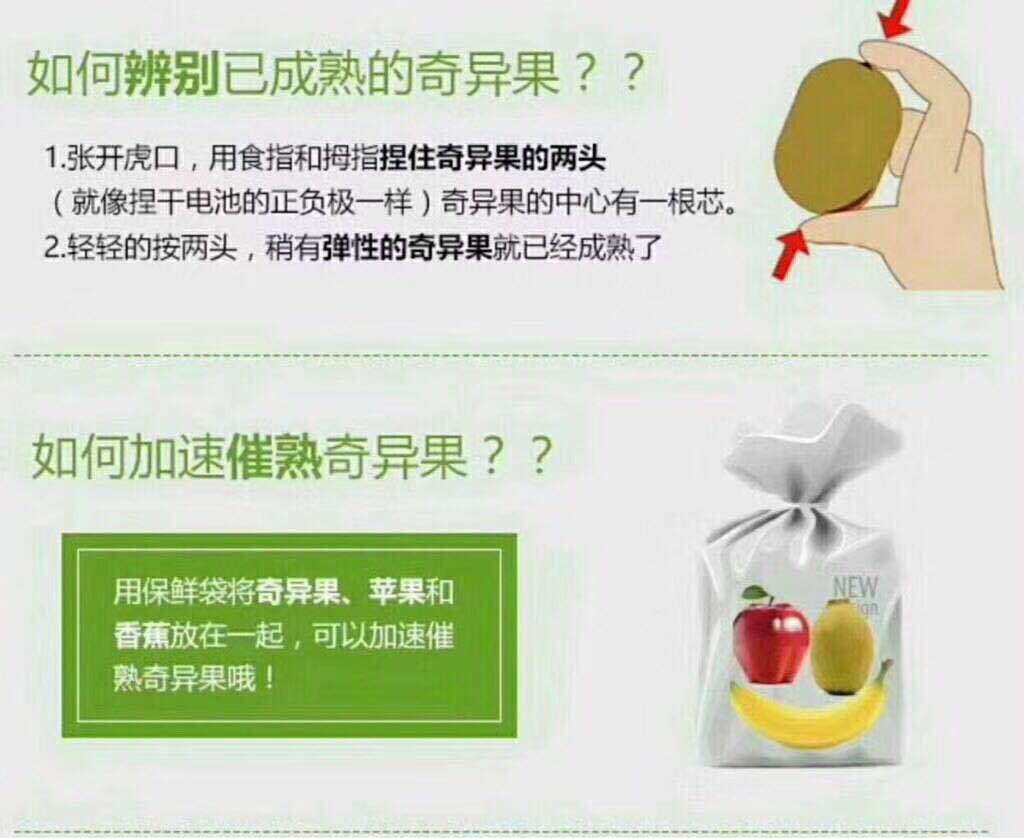 如何辨别已成熟的奇异果？？
1.张开虎口，用食指和拇指捏住奇异果的两头
（就像捏干电池的正负极一样）奇异果的中心有一根芯。
2.轻轻的按两头，稍有弹性的奇异果就已经成熟了
如何加速催熟奇异果？？
用保鲜袋将奇异果、苹果和
香蕉放在一起，可以加速催
熟奇异果哦！
NEW